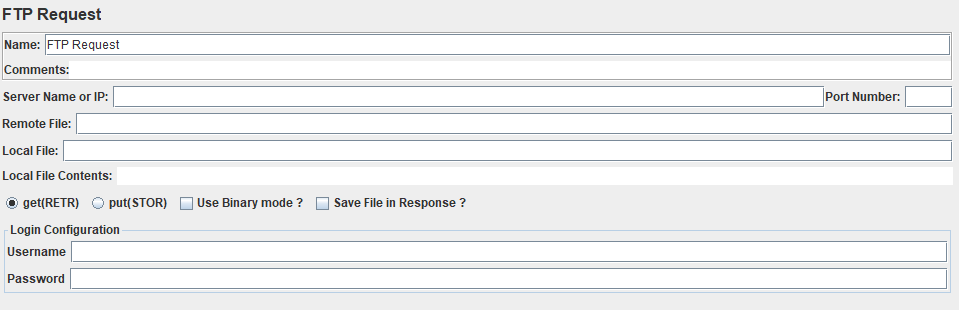 FTP Request
Name: FTP Request
Comments:
Server Name or IP: Port Number:
Remote File:
Local File:
Local File Contents:
get(RETR) put(STOR) Use Binary mode ? Save File in Response ?
Login Configuration
Username
Password